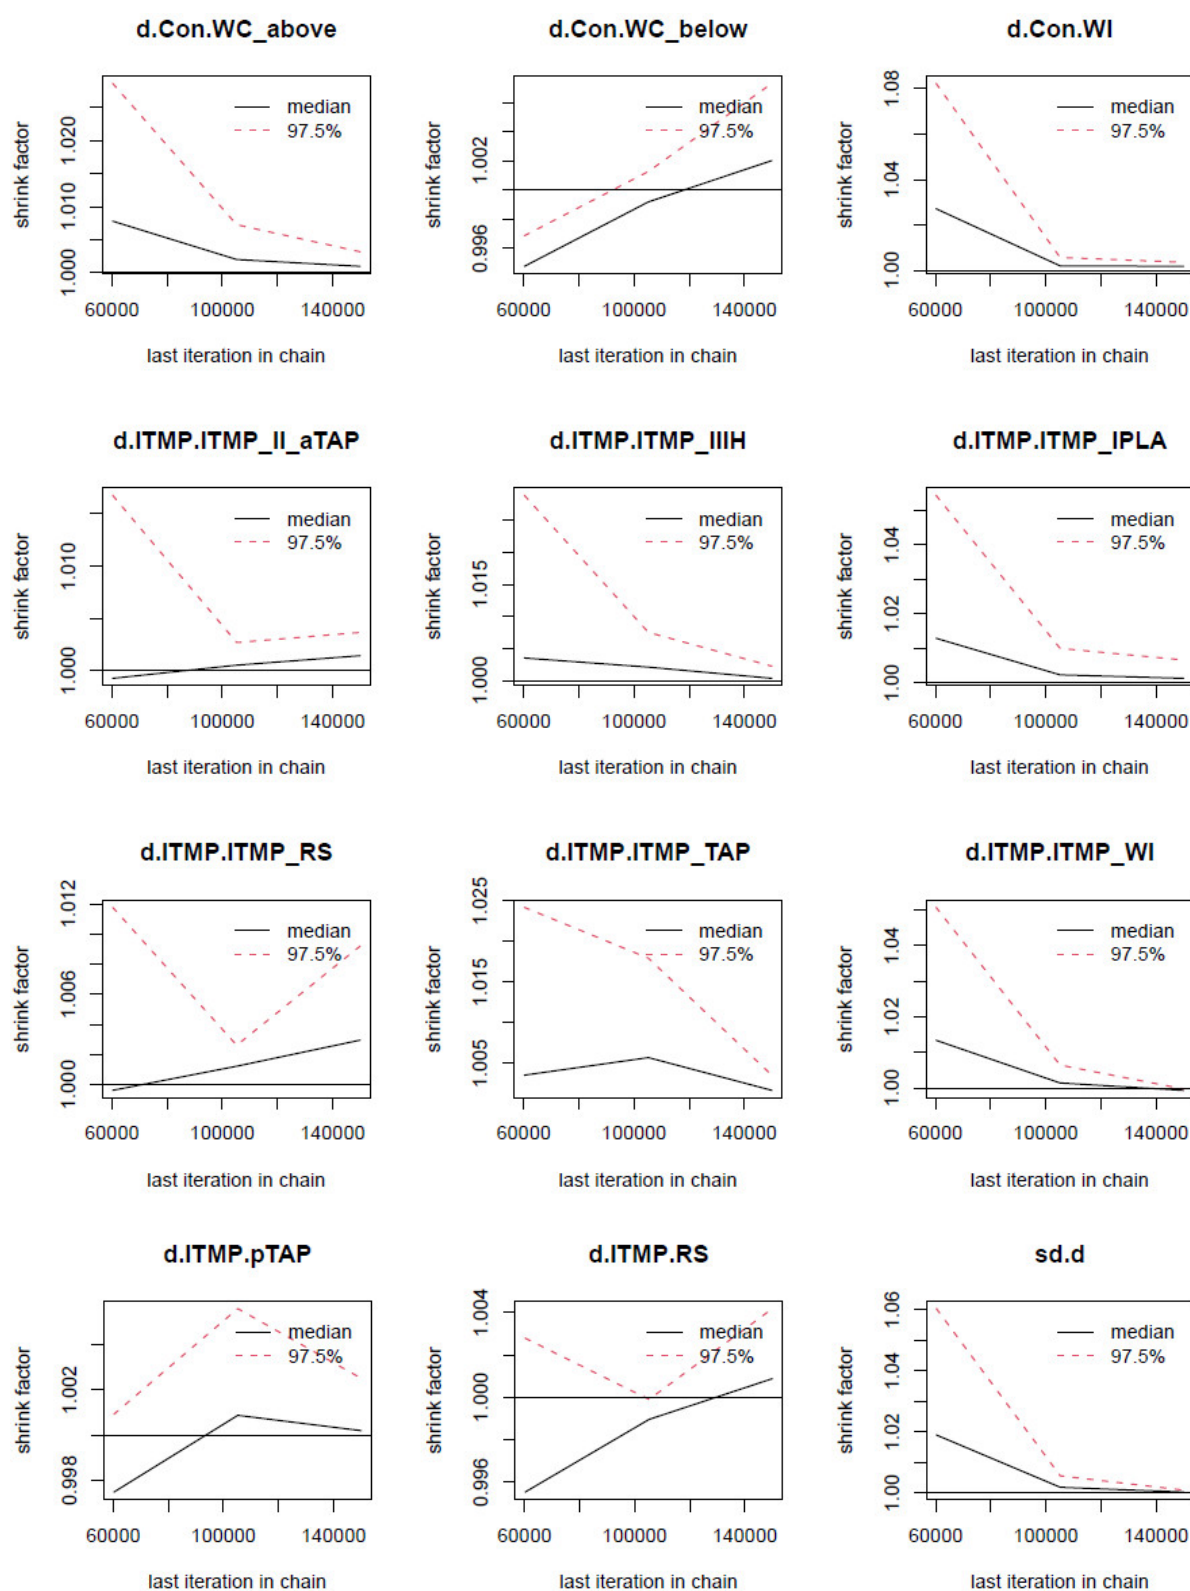 d.Con.WC_above
d.Con.WC_below
d.Con.WI
shrink factor
1.000 1.010 1.020
median
97.5%
60000 100000 140000
last iteration in chain
shrink factor
0.996 1.002
median
97.5%
60000 100000 140000
last iteration in chain
shrink factor
1.00 1.04 1.08
median
97.5%
60000 100000 140000
last iteration in chain
d.ITMP.ITMP_II_aTAP
d.ITMP.ITMP_IIIH
d.ITMP.ITMP_IPLA
shrink factor
1.000 1.010
median
97.5%
60000 100000 140000
last iteration in chain
shrink factor
1.000 1.015
median
97.5%
60000 100000 140000
last iteration in chain
shrink factor
1.00 1.02 1.04
median
97.5%
60000 100000 140000
last iteration in chain
d.ITMP.ITMP_RS
d.ITMP.ITMP_TAP
d.ITMP.ITMP_WI
shrink factor
1.000 1.006 1.012
median
97.5%
60000 100000 140000
last iteration in chain
shrink factor
1.005 1.015 1.025
median
97.5%
60000 100000 140000
last iteration in chain
shrink factor
1.00 1.02 1.04
median
97.5%
60000 100000 140000
last iteration in chain
d.ITMP.pTAP
d.ITMP.RS
sd.d
shrink factor
0.998 1.002
median
97.5%
60000 100000 140000
last iteration in chain
shrink factor
0.996 1.000 1.004
median
97.5%
60000 100000 140000
last iteration in chain
shrink factor
1.00 1.02 1.04 1.06
median
97.5%
60000 100000 140000
last iteration in chain